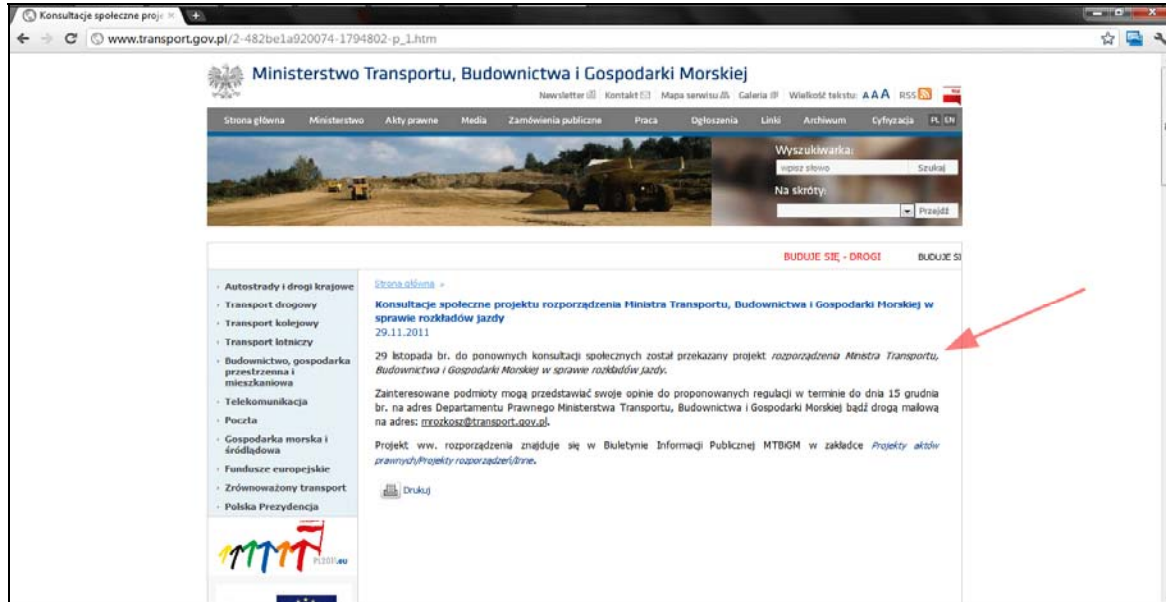 Konsultacje społeczne proje
www.transport.gov.pl/2-482be1a920074-1794802-p_1.htm
Ministerstwo Transportu, Budownictwa i Gospodarki Morskiej
Newsletter Kontakt Mapa serwisu Galeria Wielkość tekstu: A A A RSS
Strona główna Ministerstwo Akty prawne Media Zamówienia publiczne Praca Ogłoszenia Linki Archiwum Cyfryzacja PL EN
Wyszukiwarka:
wpisz słowo Szukaj
Na skróty:
Przejdź
BUDUJE SIĘ - DROGI BUDUJE SI
Autostrady i drogi krajowe
Transport drogowy
Transport kolejowy
Transport lotniczy
Budownictwo, gospodarka
przestrzenna i
mieszkaniowa
Telekomunikacja
Poczta
Gospodarka morska i
śródlądowa
Fundusze europejskie
Zrównoważony transport
Polska Prezydencja
PL2011.eu
Strona główna »
Konsultacje społeczne projektu rozporządzenia Ministra Transportu, Budownictwa i Gospodarki Morskiej w
sprawie rozkładów jazdy
29.11.2011
29 listopada br. do ponownych konsultacji społecznych został przekazany projekt rozporządzenia Ministra Transportu,
Budownictwa i Gospodarki Morskiej w sprawie rozkładów jazdy.
Zainteresowane podmioty mogą przedstawiać swoje opinie do proponowanych regulacji w terminie do dnia 15 grudnia
br. na adres Departamentu Prawnego Ministerstwa Transportu, Budownictwa i Gospodarki Morskiej bądź drogą mailową
na adres: mrozkosz@transport.gov.pl.
Projekt ww. rozporządzenia znajduje się w Biuletynie Informacji Publicznej MTBiGM w zakładce Projekty aktów
prawnych/Projekty rozporządzeń/Inne.
Drukuj